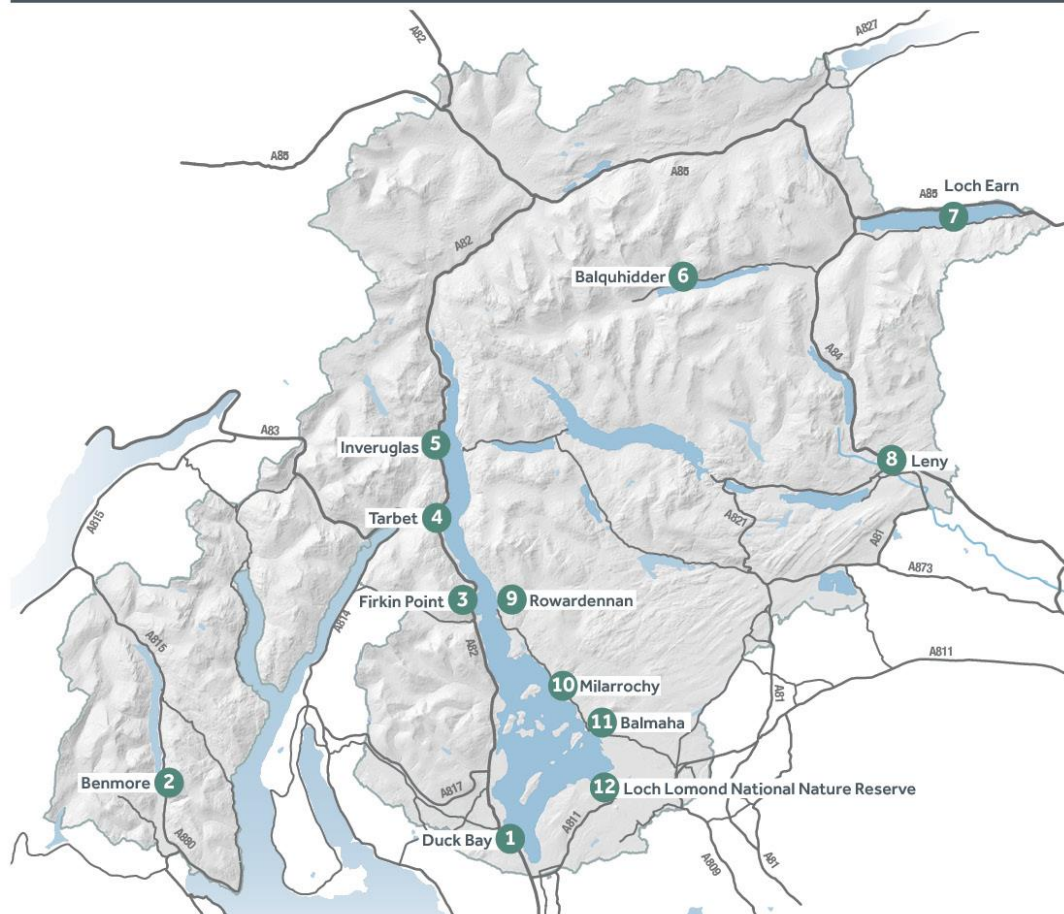 A82
A827
A85
A85
A85
Loch Earn
7
A82
Balquhidder 6
A84
A83
Inveruglas 5
8 Leny
A815
Tarbet 4
A821
A81
A873
Firkin Point 3
9 Rowardennan
A814
A815
A82
A811
10 Milarrochy
A81
11 Balmaha
Benmore 2
A817
12 Loch Lomond National Nature Reserve
A811
Duck Bay 1
A880
A809
A81